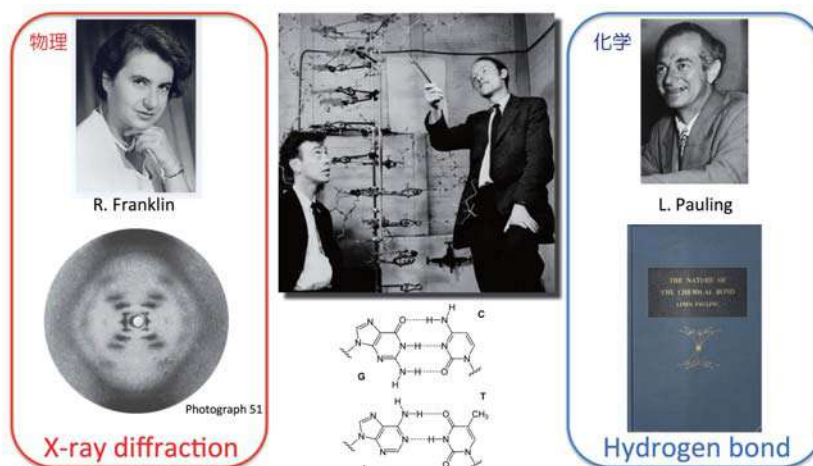 物理
R. Franklin
Photograph 51
X-ray diffraction
O
H
H
N
C
N
N
N
H
N
N
N
N
H
O
G
H
T
H
H
N
O
CH₃
N
N
N
H
N
N
N
O
化学
L. Pauling
THE NATURE OF
THE CHEMICAL BOND
LINUS PAULING
Hydrogen bond